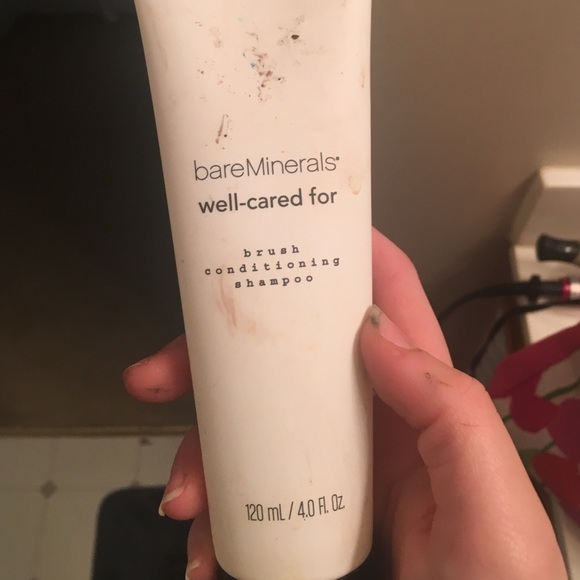 bareMinerals®
well-cared for
brush
conditioning
shampoo
120 mL / 4.0 Fl. Oz.